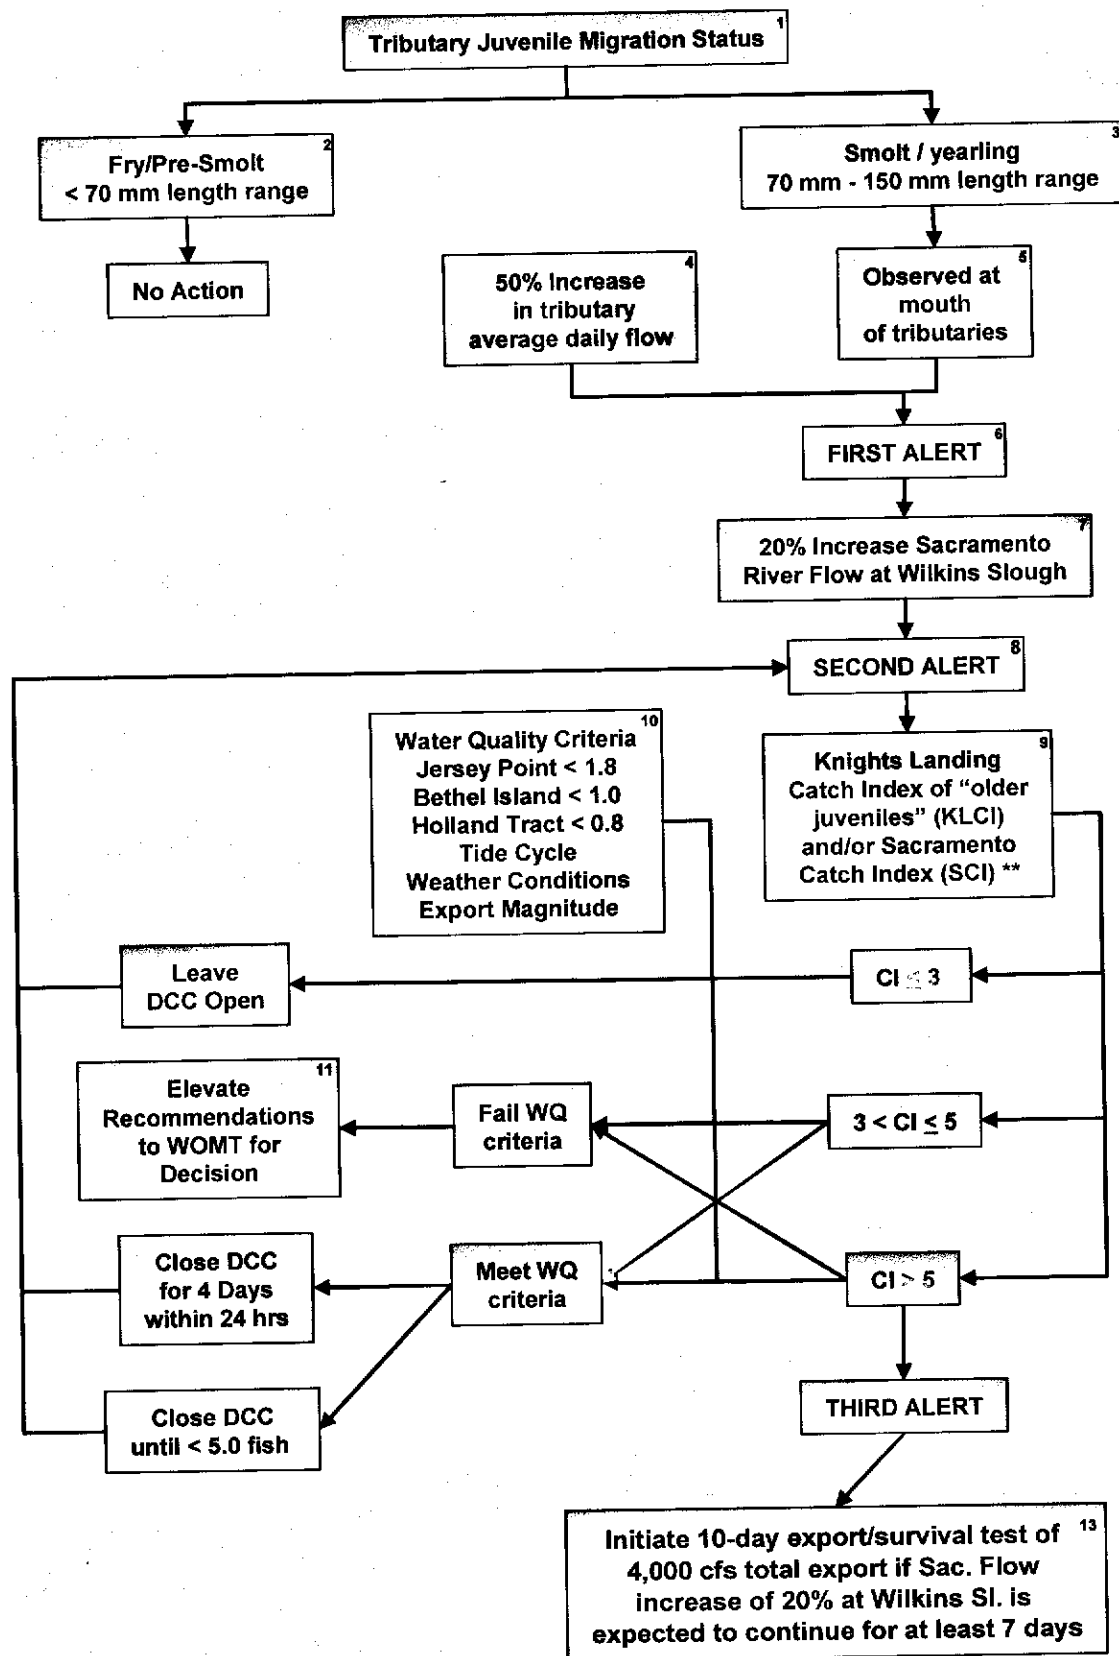 1
Tributary Juvenile Migration Status
2
Fry/Pre-Smolt
< 70 mm length range
3
Smolt / yearling
70 mm - 150 mm length range
No Action
4
50% Increase
in tributary
average daily flow
5
Observed at
mouth
of tributaries
6
FIRST ALERT
7
20% Increase Sacramento
River Flow at Wilkins Slough
8
SECOND ALERT
10
Water Quality Criteria
Jersey Point < 1.8
Bethel Island < 1.0
Holland Tract < 0.8
Tide Cycle
Weather Conditions
Export Magnitude
9
Knights Landing
Catch Index of “older
juveniles” (KLCI)
and/or Sacramento
Catch Index (SCI) **
Leave
DCC Open
CI ≤ 3
11
Elevate
Recommendations
to WOMT for
Decision
Fail WQ
criteria
3 < CI ≤ 5
Close DCC
for 4 Days
within 24 hrs
Meet WQ
criteria
CI > 5
Close DCC
until < 5.0 fish
THIRD ALERT
13
Initiate 10-day export/survival test of
4,000 cfs total export if Sac. Flow
increase of 20% at Wilkins Sl. is
expected to continue for at least 7 days